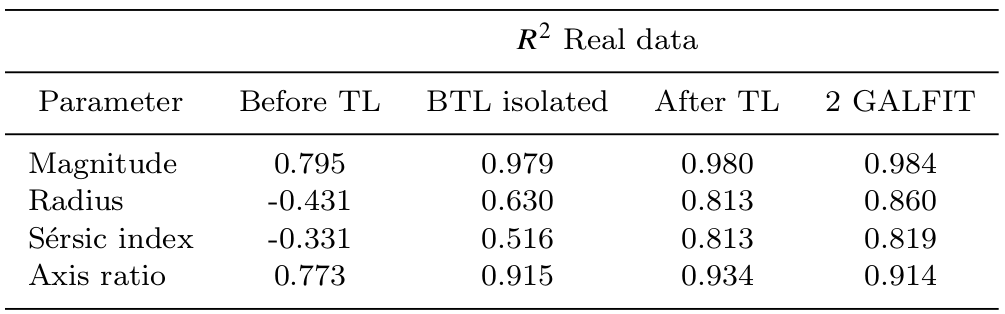 R² Real data
Parameter Before TL BTL isolated After TL 2 GALFIT
Magnitude 0.795 0.979 0.980 0.984
Radius -0.431 0.630 0.813 0.860
Sérsic index -0.331 0.516 0.813 0.819
Axis ratio 0.773 0.915 0.934 0.914